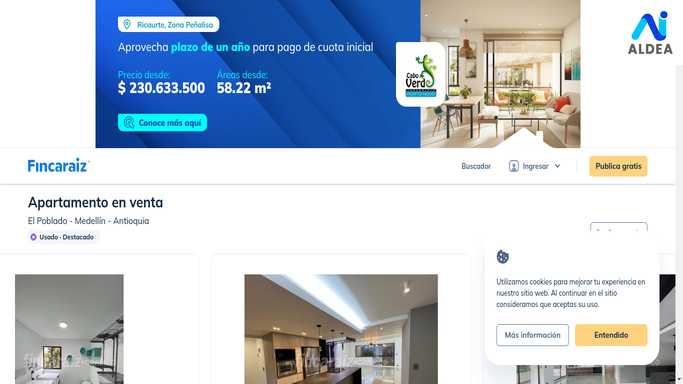 Ricaurte, Zona Peñalisa
Aprovecha plazo de un año para pago de cuota inicial
Precio desde:
Áreas desde:
$ 230.633.500
58.22 m²
Conoce más aquí
Cabo Verde
ALDEA
Fincaraiz
Buscador
Ingresar
Publica gratis
Apartamento en venta
El Poblado - Medellín - Antioquia
Usado · Destacado
Utilizamos cookies para mejorar tu experiencia en
nuestro sitio web. Al continuar en el sitio
consideramos que aceptas su uso.
Más información
Entendido